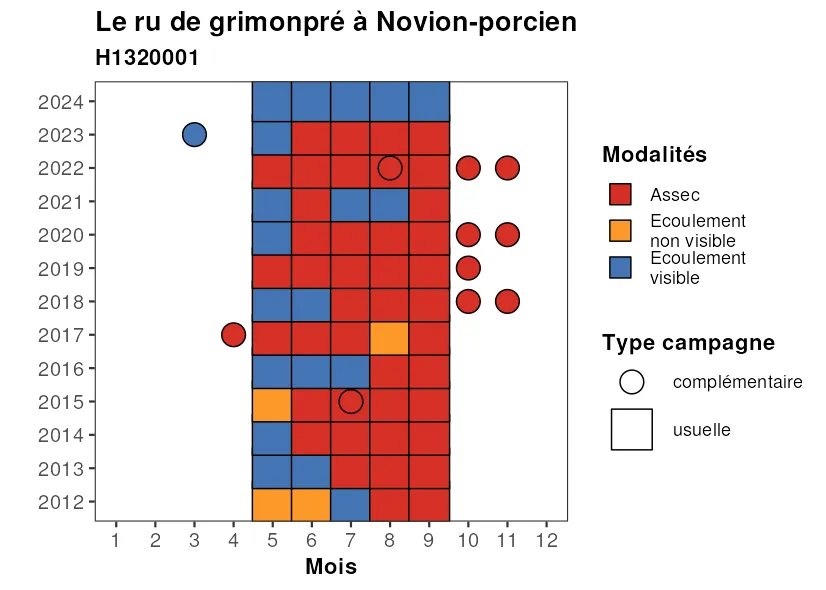 Le ru de grimonpré à Novion-porcien
H1320001
2024
2023
2022
2021
2020
2019
2018
2017
2016
2015
2014
2013
2012
1 2 3 4 5 6 7 8 9 10 11 12
Mois
Modalités
Assec
Ecoulement
non visible
Ecoulement
visible
Type campagne
complémentaire
usuelle